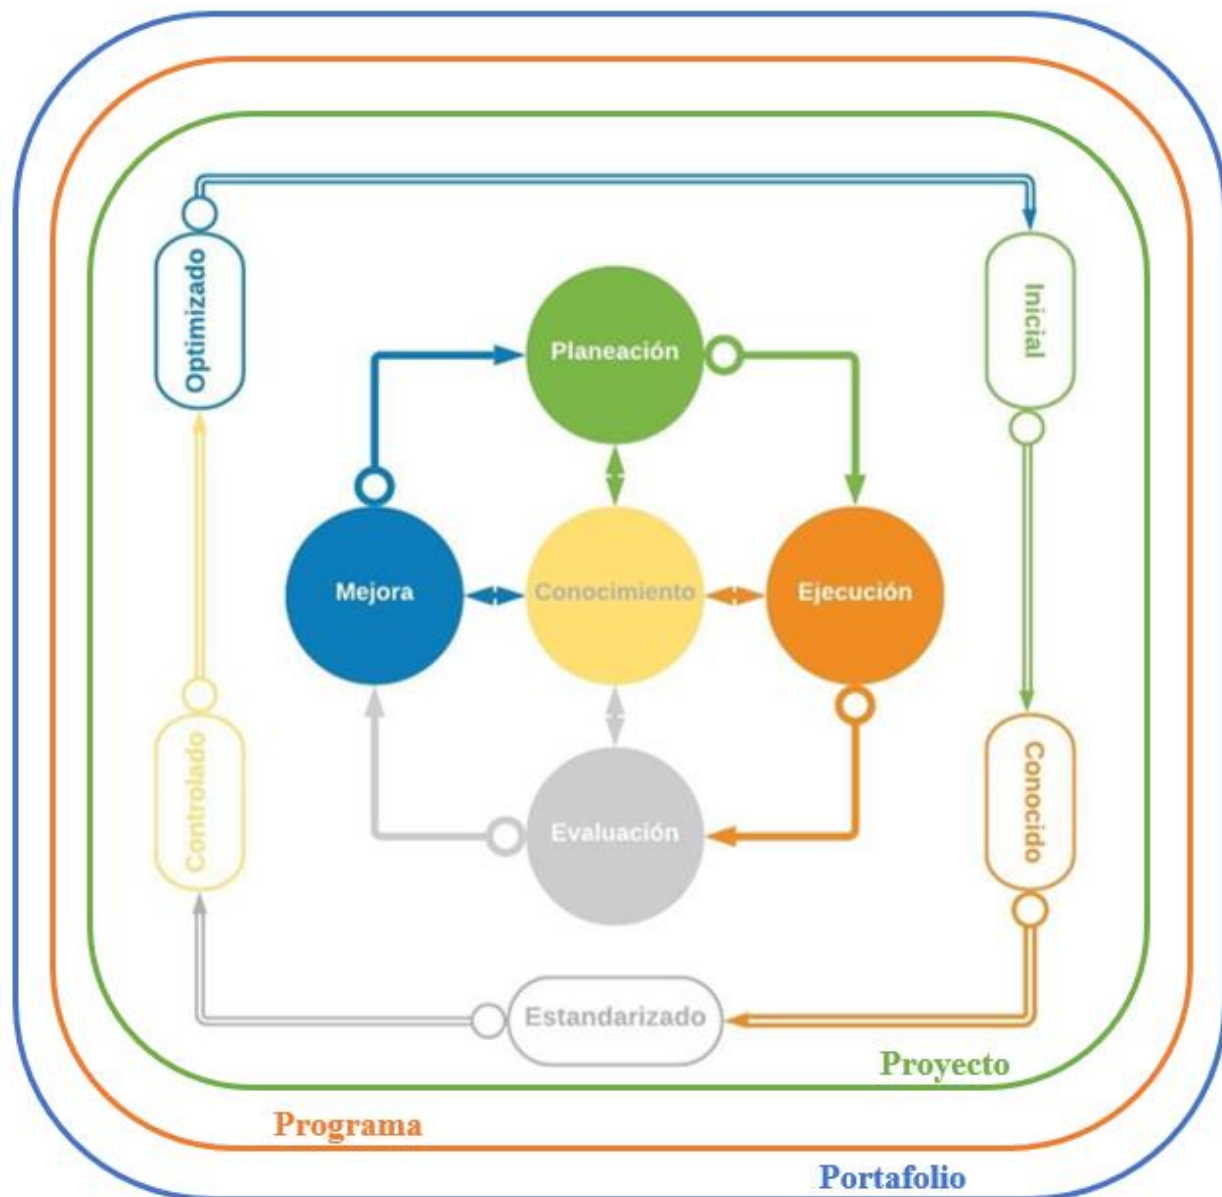 Optimizado
Inicial
Planeación
Mejora
Conocimiento
Ejecución
Controlado
Conocido
Evaluación
Estandarizado
Proyecto
Programa
Portafolio